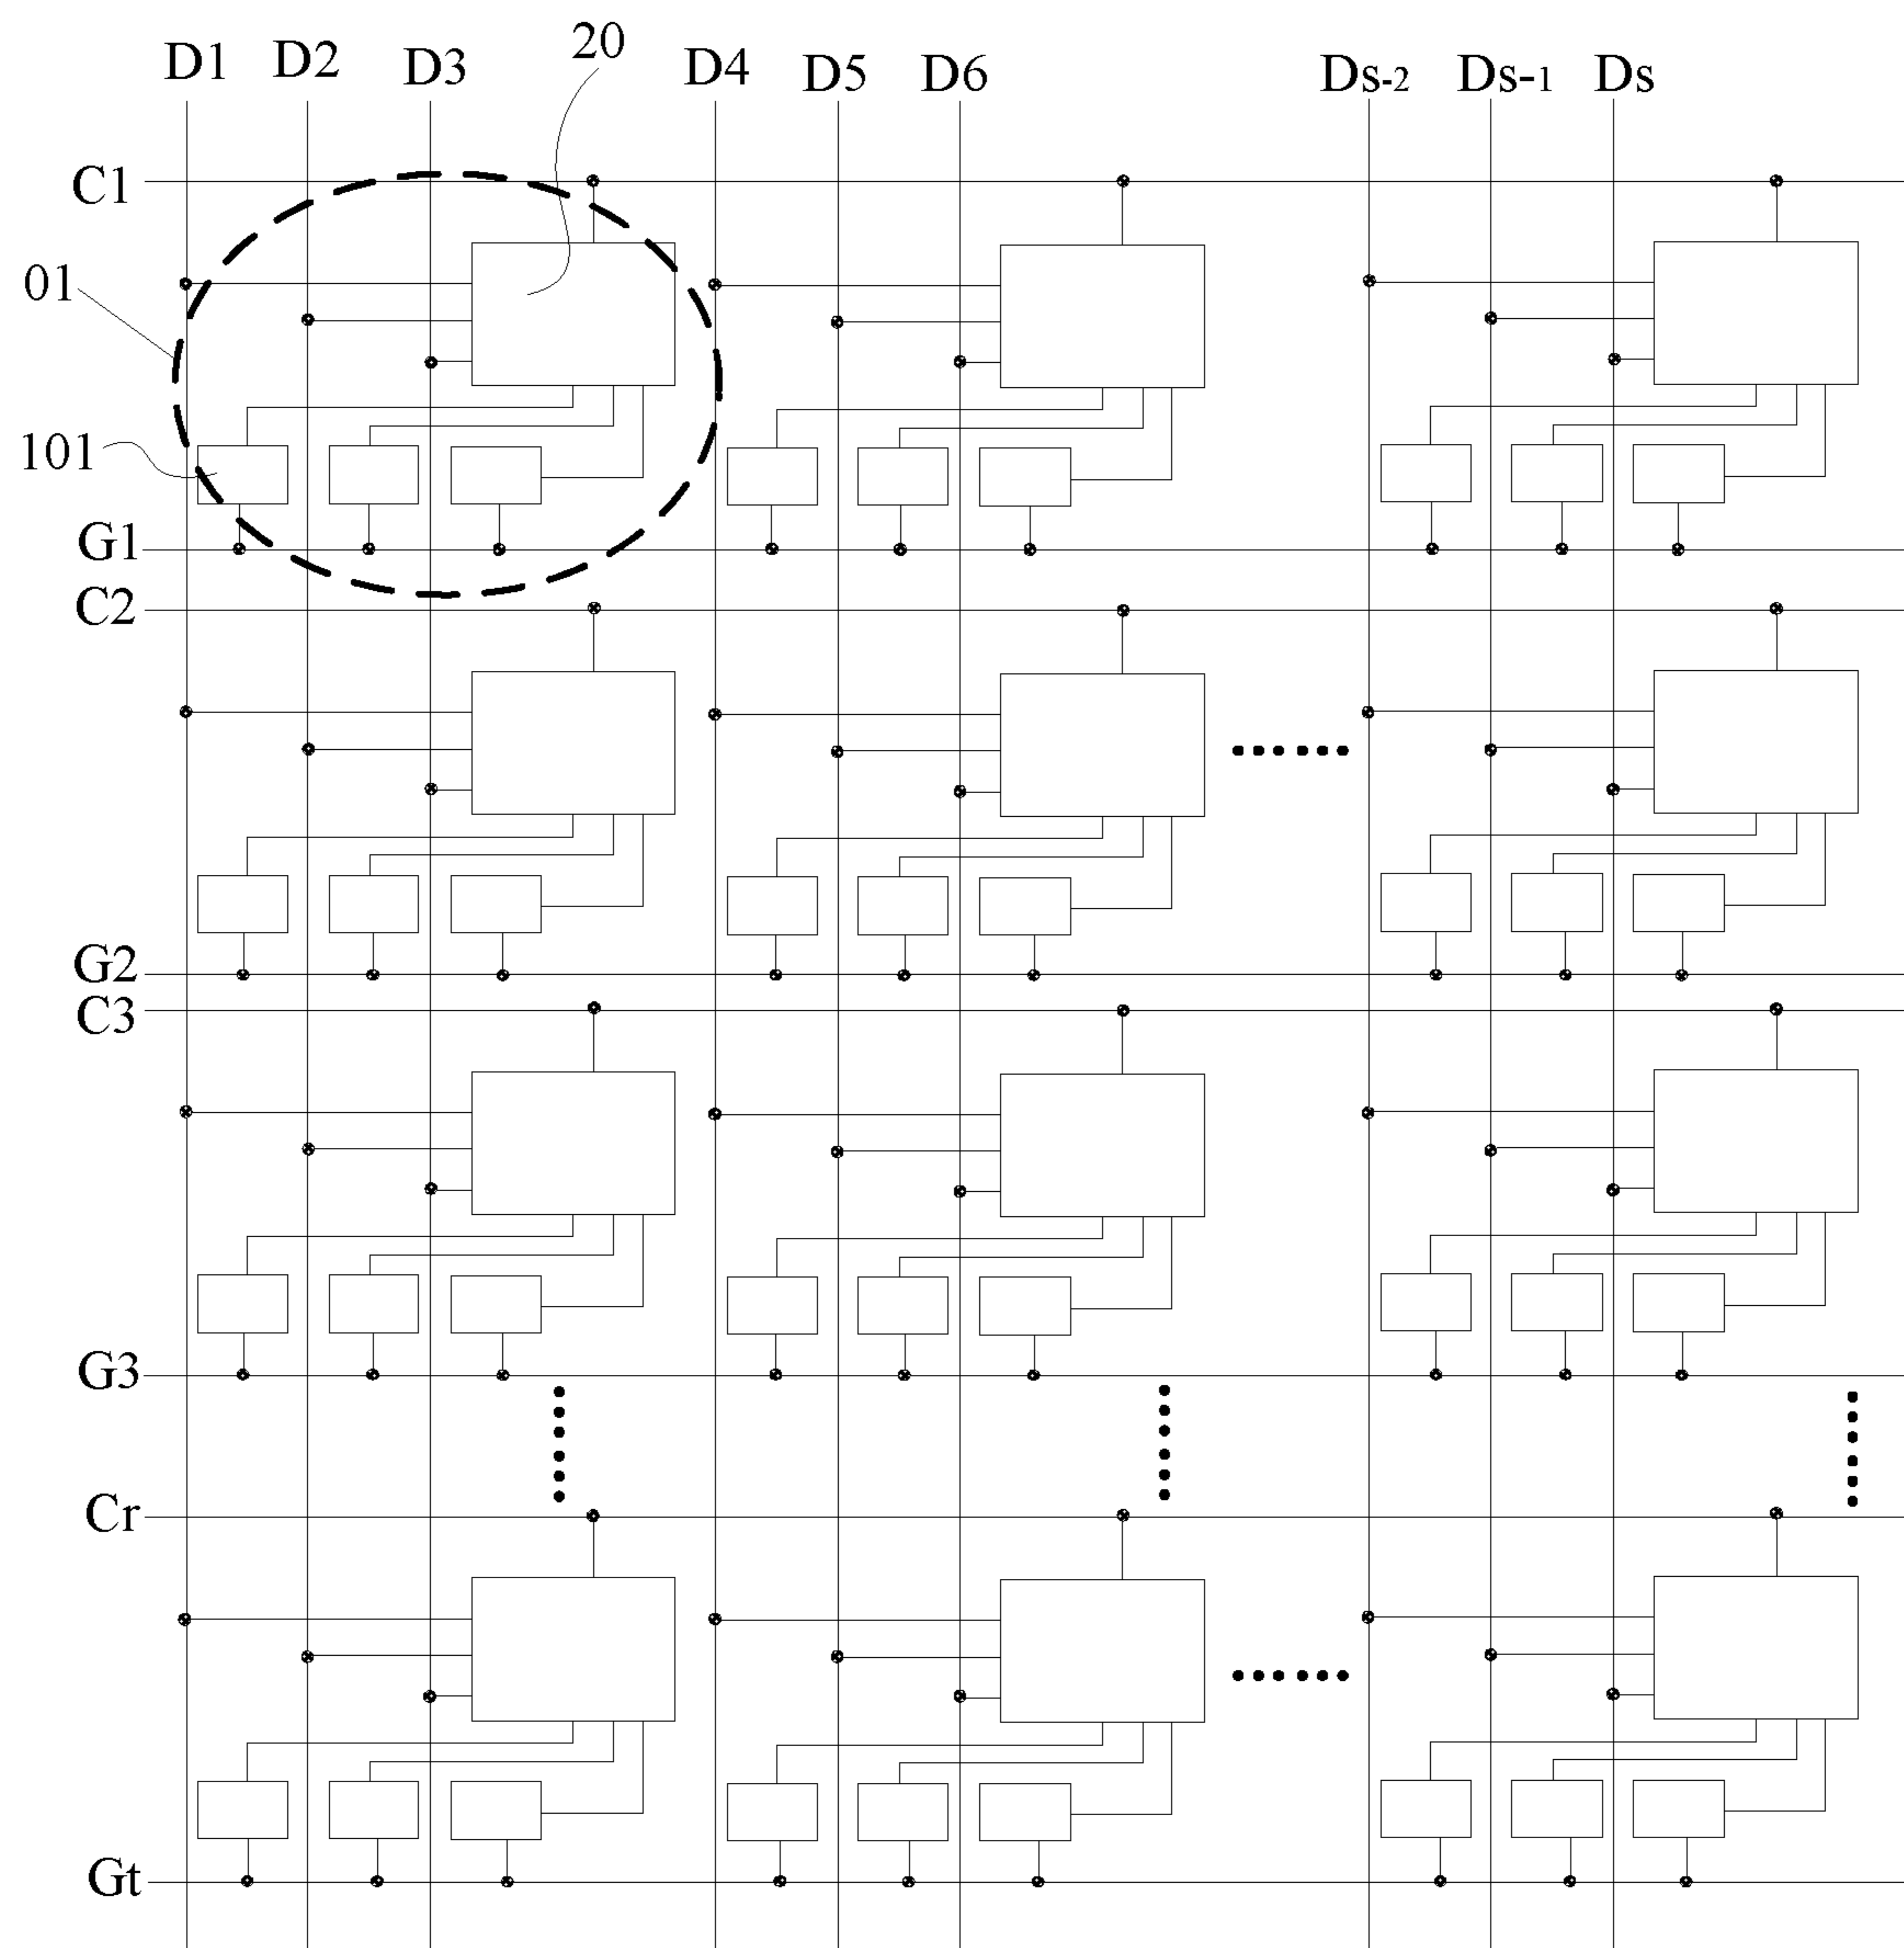 D1 D2 D3 20 D4 D5 D6 Ds-2 Ds-1 Ds
C1
01
101
G1
C2
G2
C3
G3
Cr
Gt